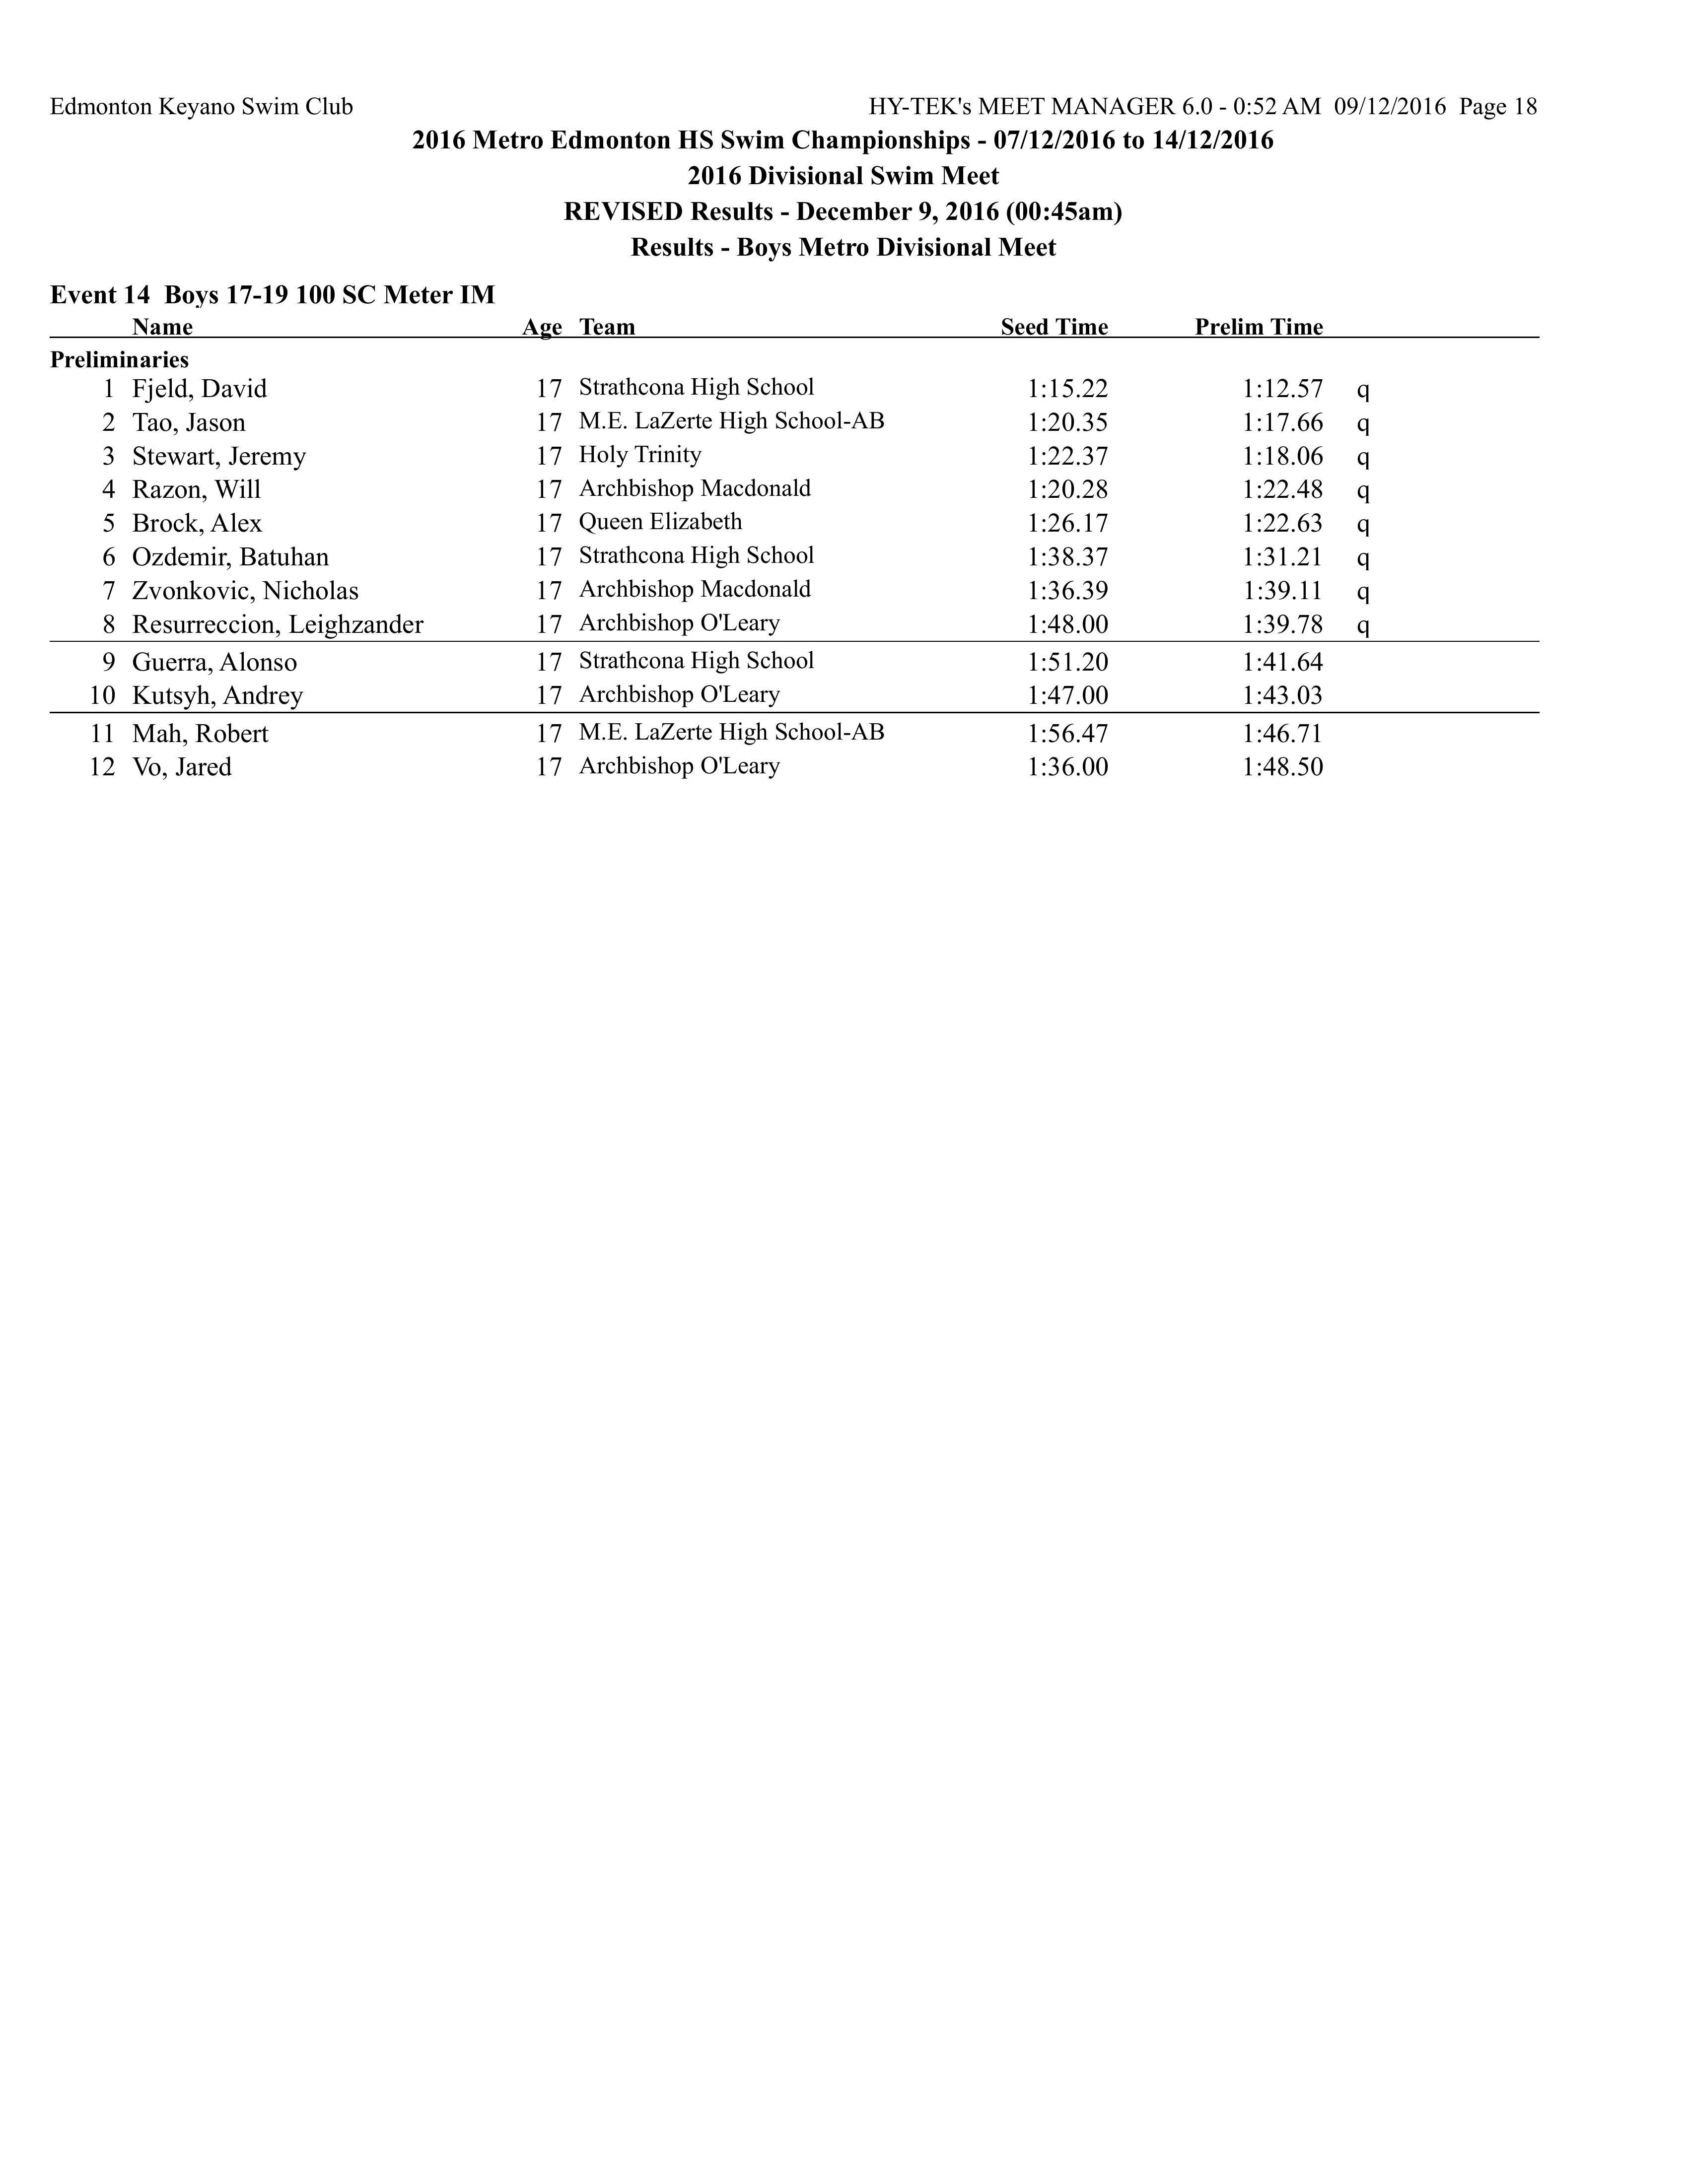 Edmonton Keyano Swim Club HY-TEK's MEET MANAGER 6.0 - 0:52 AM 09/12/2016 Page 18
2016 Metro Edmonton HS Swim Championships - 07/12/2016 to 14/12/2016
2016 Divisional Swim Meet
REVISED Results - December 9, 2016 (00:45am)
Results - Boys Metro Divisional Meet
Event 14 Boys 17-19 100 SC Meter IM
Name Age Team Seed Time Prelim Time
Preliminaries
1 Fjeld, David 17 Strathcona High School 1:15.22 1:12.57 q
2 Tao, Jason 17 M.E. LaZerte High School-AB 1:20.35 1:17.66 q
3 Stewart, Jeremy 17 Holy Trinity 1:22.37 1:18.06 q
4 Razon, Will 17 Archbishop Macdonald 1:20.28 1:22.48 q
5 Brock, Alex 17 Queen Elizabeth 1:26.17 1:22.63 q
6 Ozdemir, Batuhan 17 Strathcona High School 1:38.37 1:31.21 q
7 Zvonkovic, Nicholas 17 Archbishop Macdonald 1:36.39 1:39.11 q
8 Resurreccion, Leighzander 17 Archbishop O'Leary 1:48.00 1:39.78 q
9 Guerra, Alonso 17 Strathcona High School 1:51.20 1:41.64
10 Kutsyh, Andrey 17 Archbishop O'Leary 1:47.00 1:43.03
11 Mah, Robert 17 M.E. LaZerte High School-AB 1:56.47 1:46.71
12 Vo, Jared 17 Archbishop O'Leary 1:36.00 1:48.50